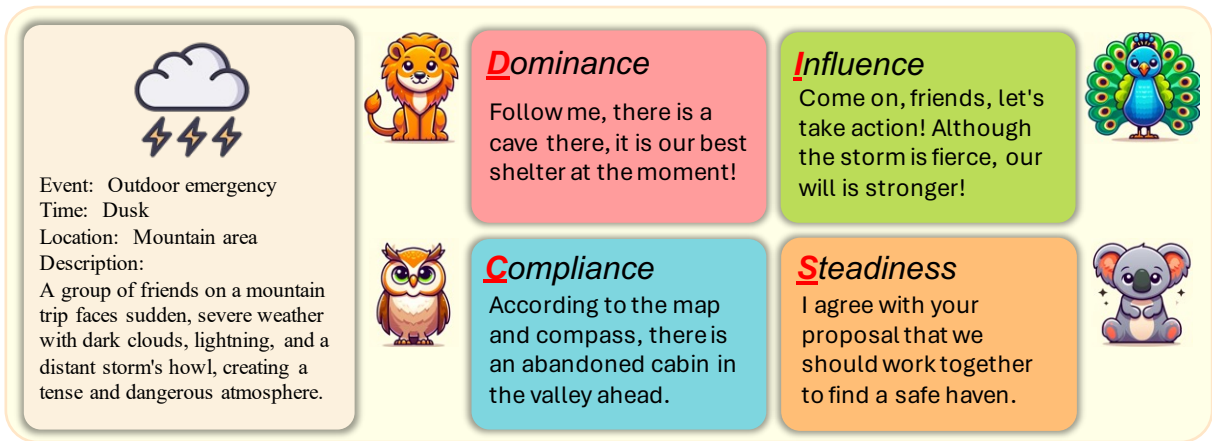 Event: Outdoor emergency
Time: Dusk
Location: Mountain area
Description:
A group of friends on a mountain
trip faces sudden, severe weather
with dark clouds, lightning, and a
distant storm's howl, creating a
tense and dangerous atmosphere.
Dominance
Follow me, there is a
cave there, it is our best
shelter at the moment!
Influence
Come on, friends, let's
take action! Although
the storm is fierce, our
will is stronger!
Compliance
According to the map
and compass, there is
an abandoned cabin in
the valley ahead.
Steadiness
I agree with your
proposal that we
should work together
to find a safe haven.